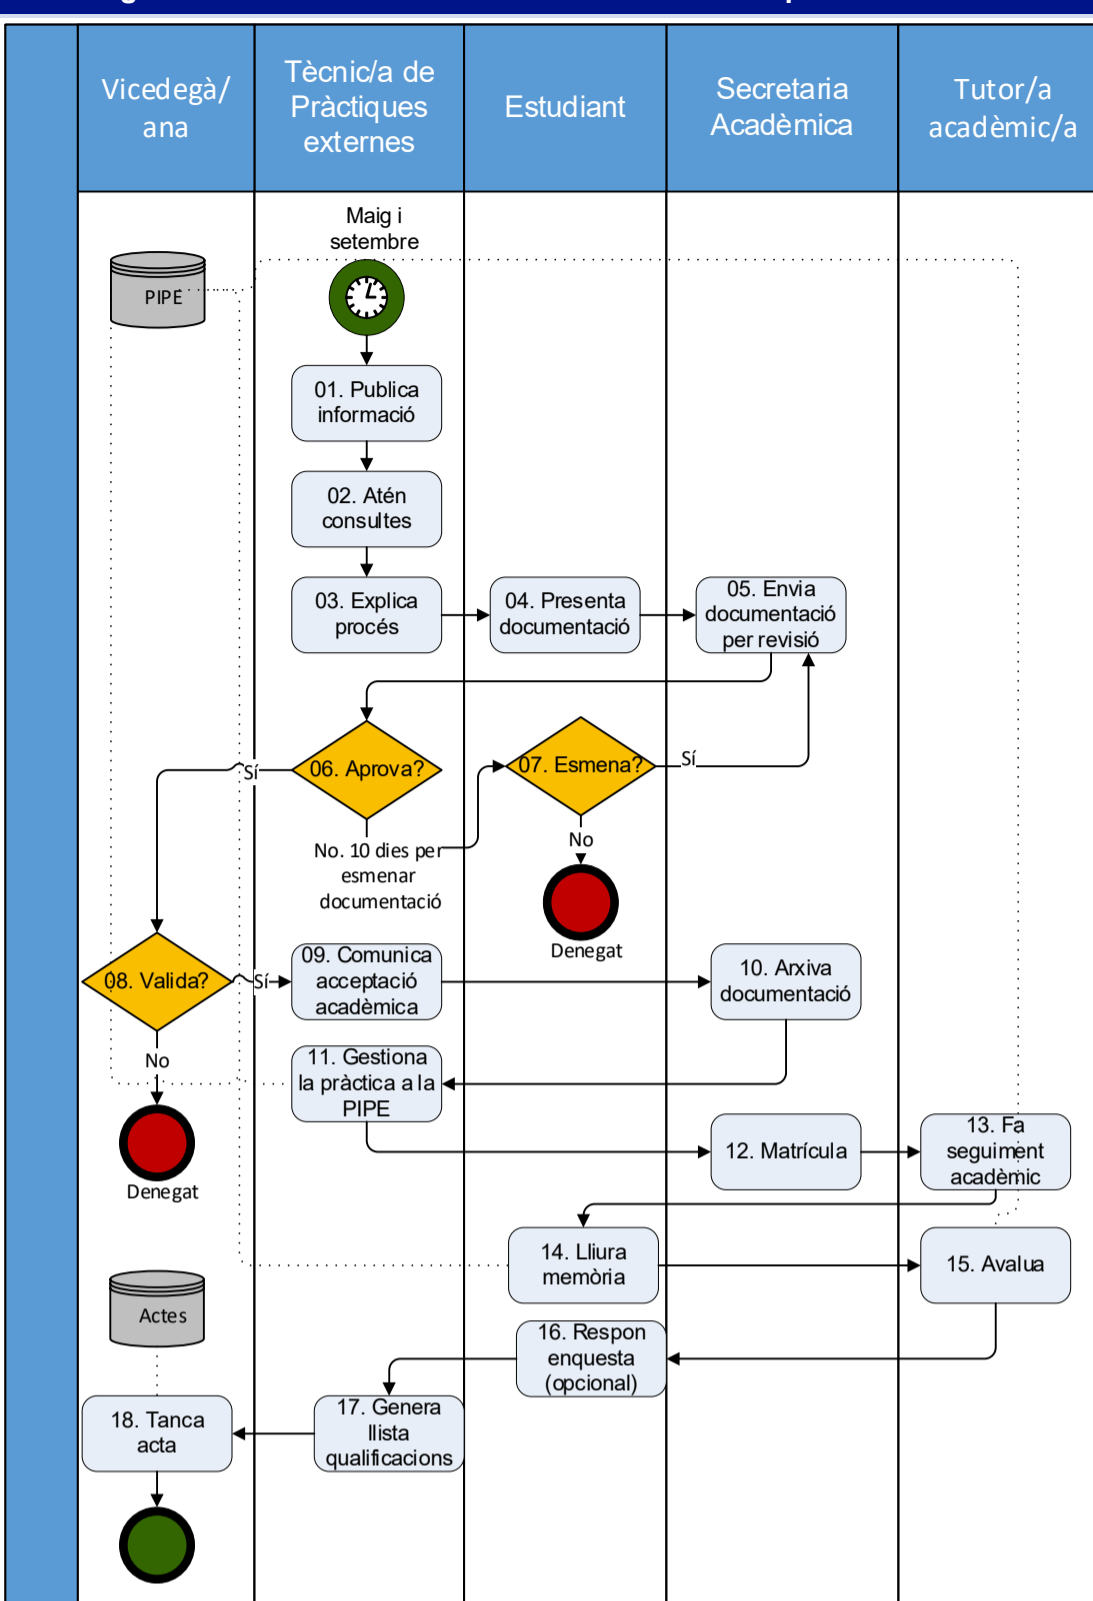 Vicedegà/
ana
Tècnic/a de
Pràctiques
externes
Estudiant
Secretaria
Acadèmica
Tutor/a
acadèmic/a
Maig i
setembre
PIPE
01. Publica
informació
02. Atén
consultes
03. Explica
procés
04. Presenta
documentació
05. Envia
documentació
per revisió
06. Aprova?
Sí
07. Esmena?
Sí
No. 10 dies per
esmenar
documentació
No
Denegat
08. Valida?
Sí
09. Comunica
acceptació
acadèmica
10. Arxiva
documentació
No
Denegat
11. Gestiona
la pràctica a la
PIPE
12. Matrícula
13. Fa
seguiment
acadèmic
14. Lliura
memòria
15. Avalua
Actes
16. Respon
enquesta
(opcional)
17. Genera
llista
qualificacions
18. Tanca
acta